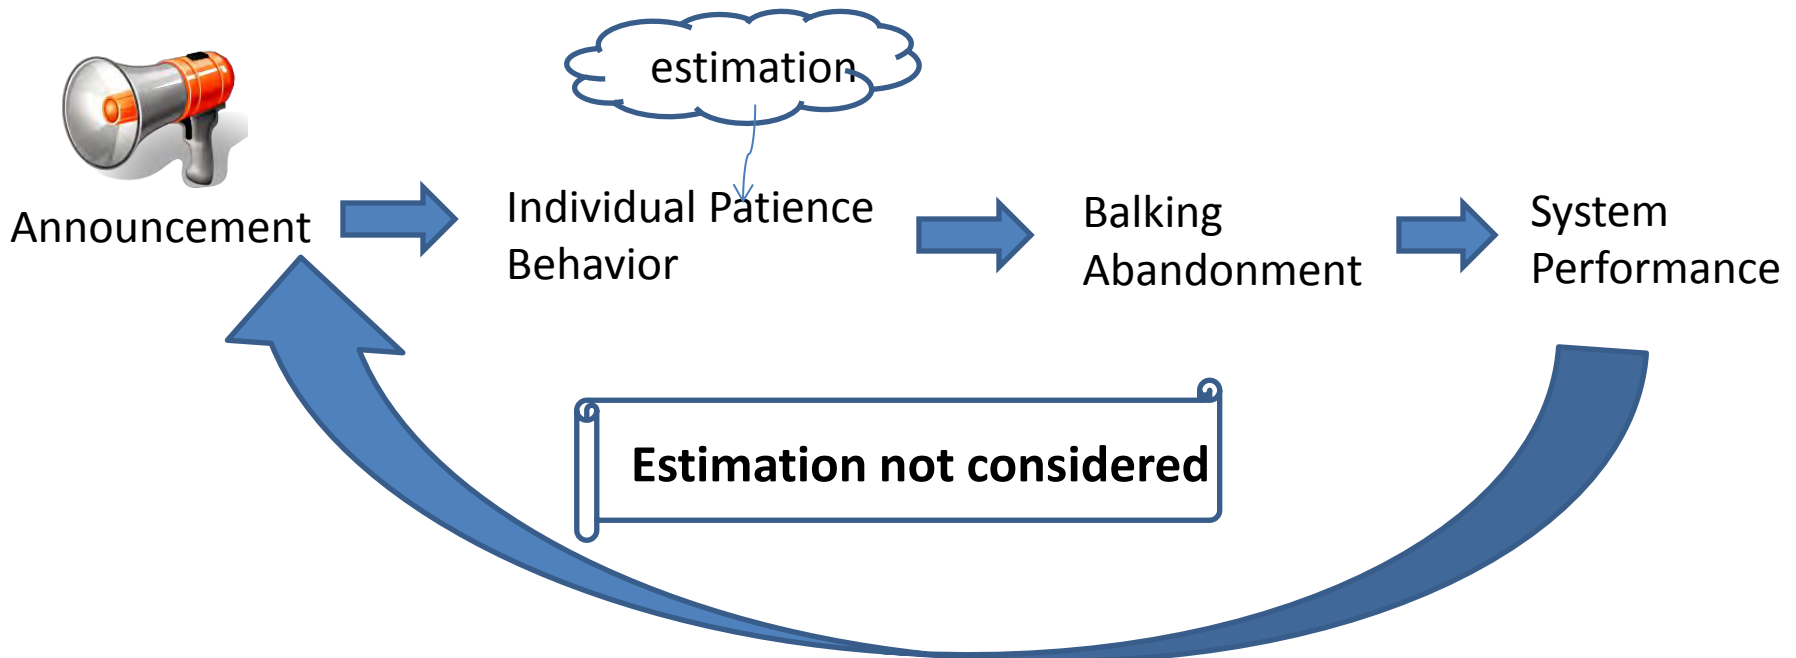 estimation
Announcement
Individual Patience
Behavior
Balking
Abandonment
System
Performance
Estimation not considered